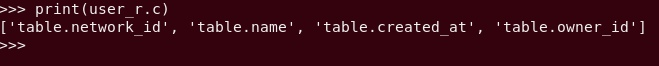 >>> print(user_r.c)
['table.network_id', 'table.name', 'table.created_at', 'table.owner_id']
>>>